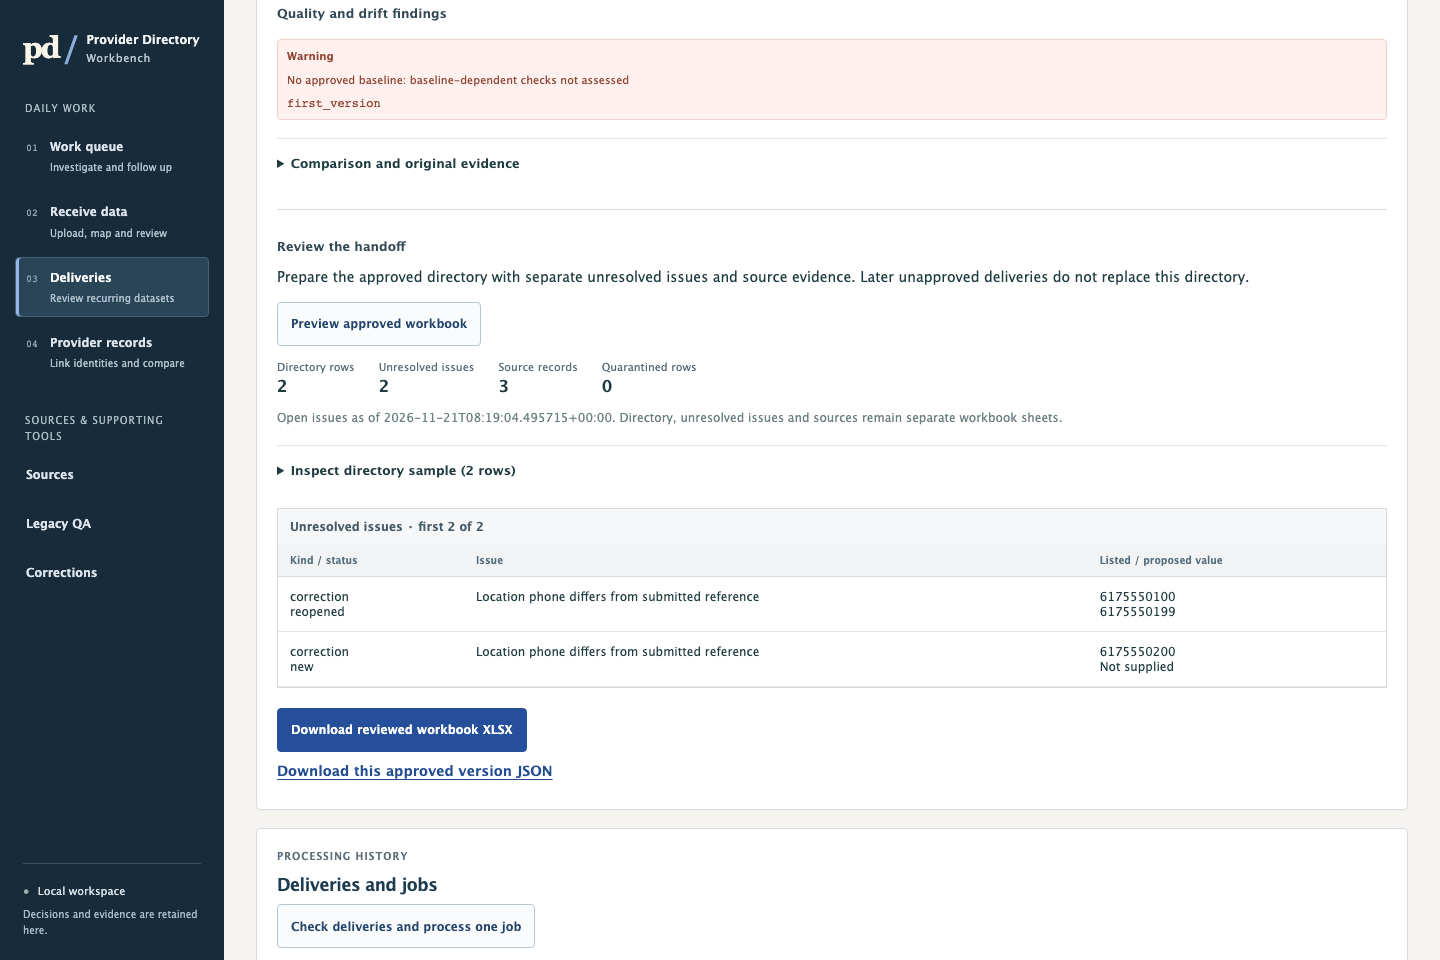 pd/
Provider Directory
Workbench
DAILY WORK
01 Work queue
Investigate and follow up
02 Receive data
Upload, map and review
03 Deliveries
Review recurring datasets
04 Provider records
Link identities and compare
SOURCES & SUPPORTING
TOOLS
Sources
Legacy QA
Corrections
Local workspace
Decisions and evidence are retained
here.
Quality and drift findings
Warning
No approved baseline: baseline-dependent checks not assessed
first_version
Comparison and original evidence
Review the handoff
Prepare the approved directory with separate unresolved issues and source evidence. Later unapproved deliveries do not replace this directory.
Preview approved workbook
Directory rows Unresolved issues Source records Quarantined rows
2 2 3 0
Open issues as of 2026-11-21T08:19:04.495715+00:00. Directory, unresolved issues and sources remain separate workbook sheets.
Inspect directory sample (2 rows)
Unresolved issues · first 2 of 2
Kind / status Issue Listed / proposed value
correction Location phone differs from submitted reference 6175550100
reopened 6175550199
correction Location phone differs from submitted reference 6175550200
new Not supplied
Download reviewed workbook XLSX
Download this approved version JSON
PROCESSING HISTORY
Deliveries and jobs
Check deliveries and process one job